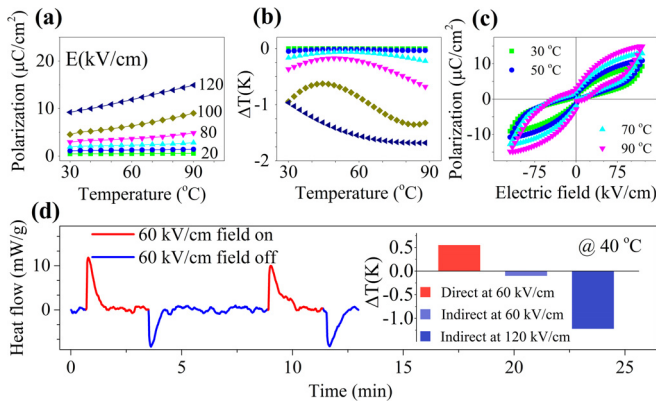 (a)
E(kV/cm)
120
100
80
20
Polarization (μC/cm²)
20
10
0
30
60
90
Temperature (°C)
(b)
ΔT(K)
0
-1
-2
30
60
90
Temperature (°C)
(c)
Polarization (μC/cm²)
10
0
-10
-75
0
75
Electric field (kV/cm)
30 °C
50 °C
70 °C
90 °C
(d)
60 kV/cm field on
60 kV/cm field off
Heat flow (mW/g)
10
0
0
5
10
15
20
25
Time (min)
@ 40 °C
ΔT(K)
0.5
0.0
-0.5
-1.0
Direct at 60 kV/cm
Indirect at 60 kV/cm
Indirect at 120 kV/cm